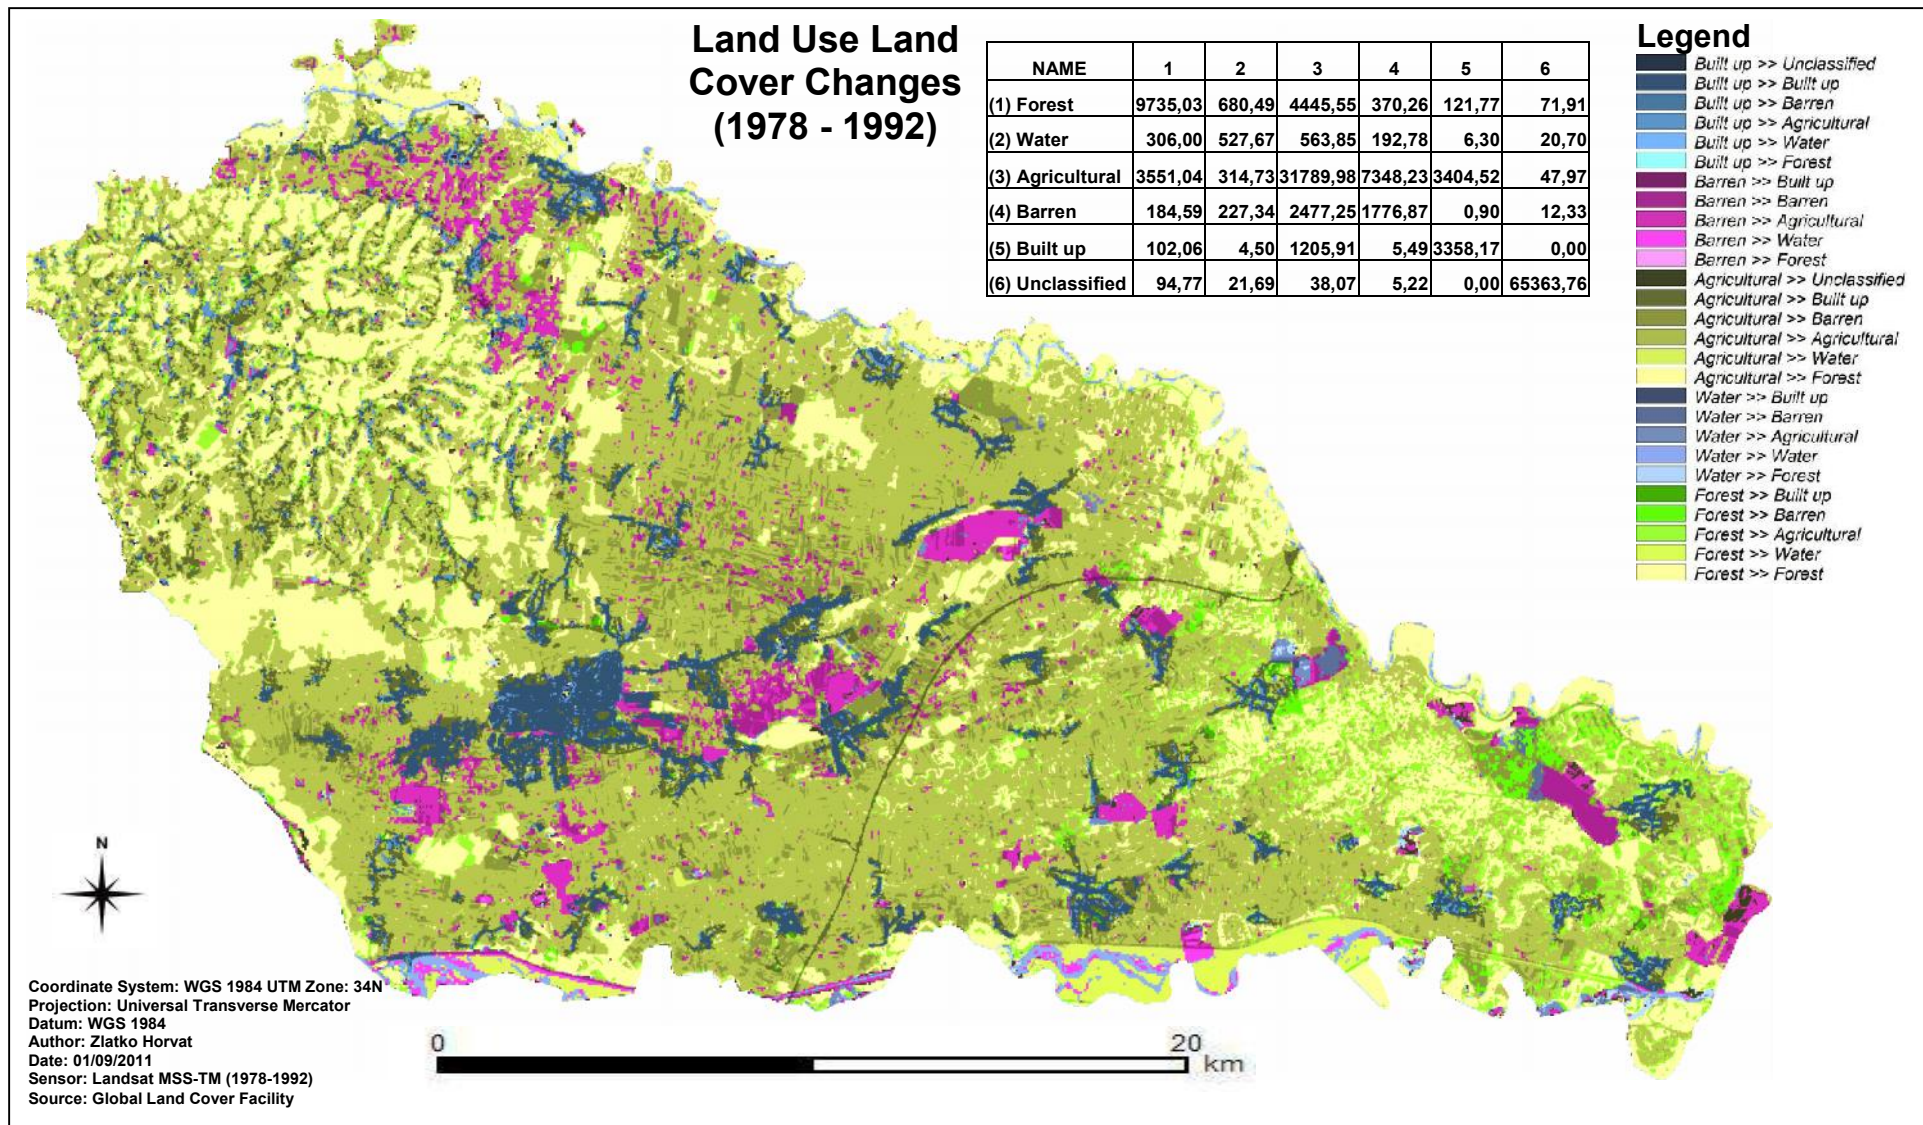 Land Use Land
Cover Changes
(1978 - 1992)
NAME 1 2 3 4 5 6
(1) Forest 9735,03 680,49 4445,55 370,26 121,77 71,91
(2) Water 306,00 527,67 563,85 192,78 6,30 20,70
(3) Agricultural 3551,04 314,73 31789,98 7348,23 3404,52 47,97
(4) Barren 184,59 227,34 2477,25 1776,87 0,90 12,33
(5) Built up 102,06 4,50 1205,91 5,49 3358,17 0,00
(6) Unclassified 94,77 21,69 38,07 5,22 0,00 65363,76
Legend
Built up >> Unclassified
Built up >> Built up
Built up >> Barren
Built up >> Agricultural
Built up >> Water
Built up >> Forest
Barren >> Built up
Barren >> Barren
Barren >> Agricultural
Barren >> Water
Barren >> Forest
Agricultural >> Unclassified
Agricultural >> Built up
Agricultural >> Barren
Agricultural >> Agricultural
Agricultural >> Water
Agricultural >> Forest
Water >> Built up
Water >> Barren
Water >> Agricultural
Water >> Water
Water >> Forest
Forest >> Built up
Forest >> Barren
Forest >> Agricultural
Forest >> Water
Forest >> Forest
N
Coordinate System: WGS 1984 UTM Zone: 34N
Projection: Universal Transverse Mercator
Datum: WGS 1984
Author: Zlatko Horvat
Date: 01/09/2011
Sensor: Landsat MSS-TM (1978-1992)
Source: Global Land Cover Facility
0 20
km